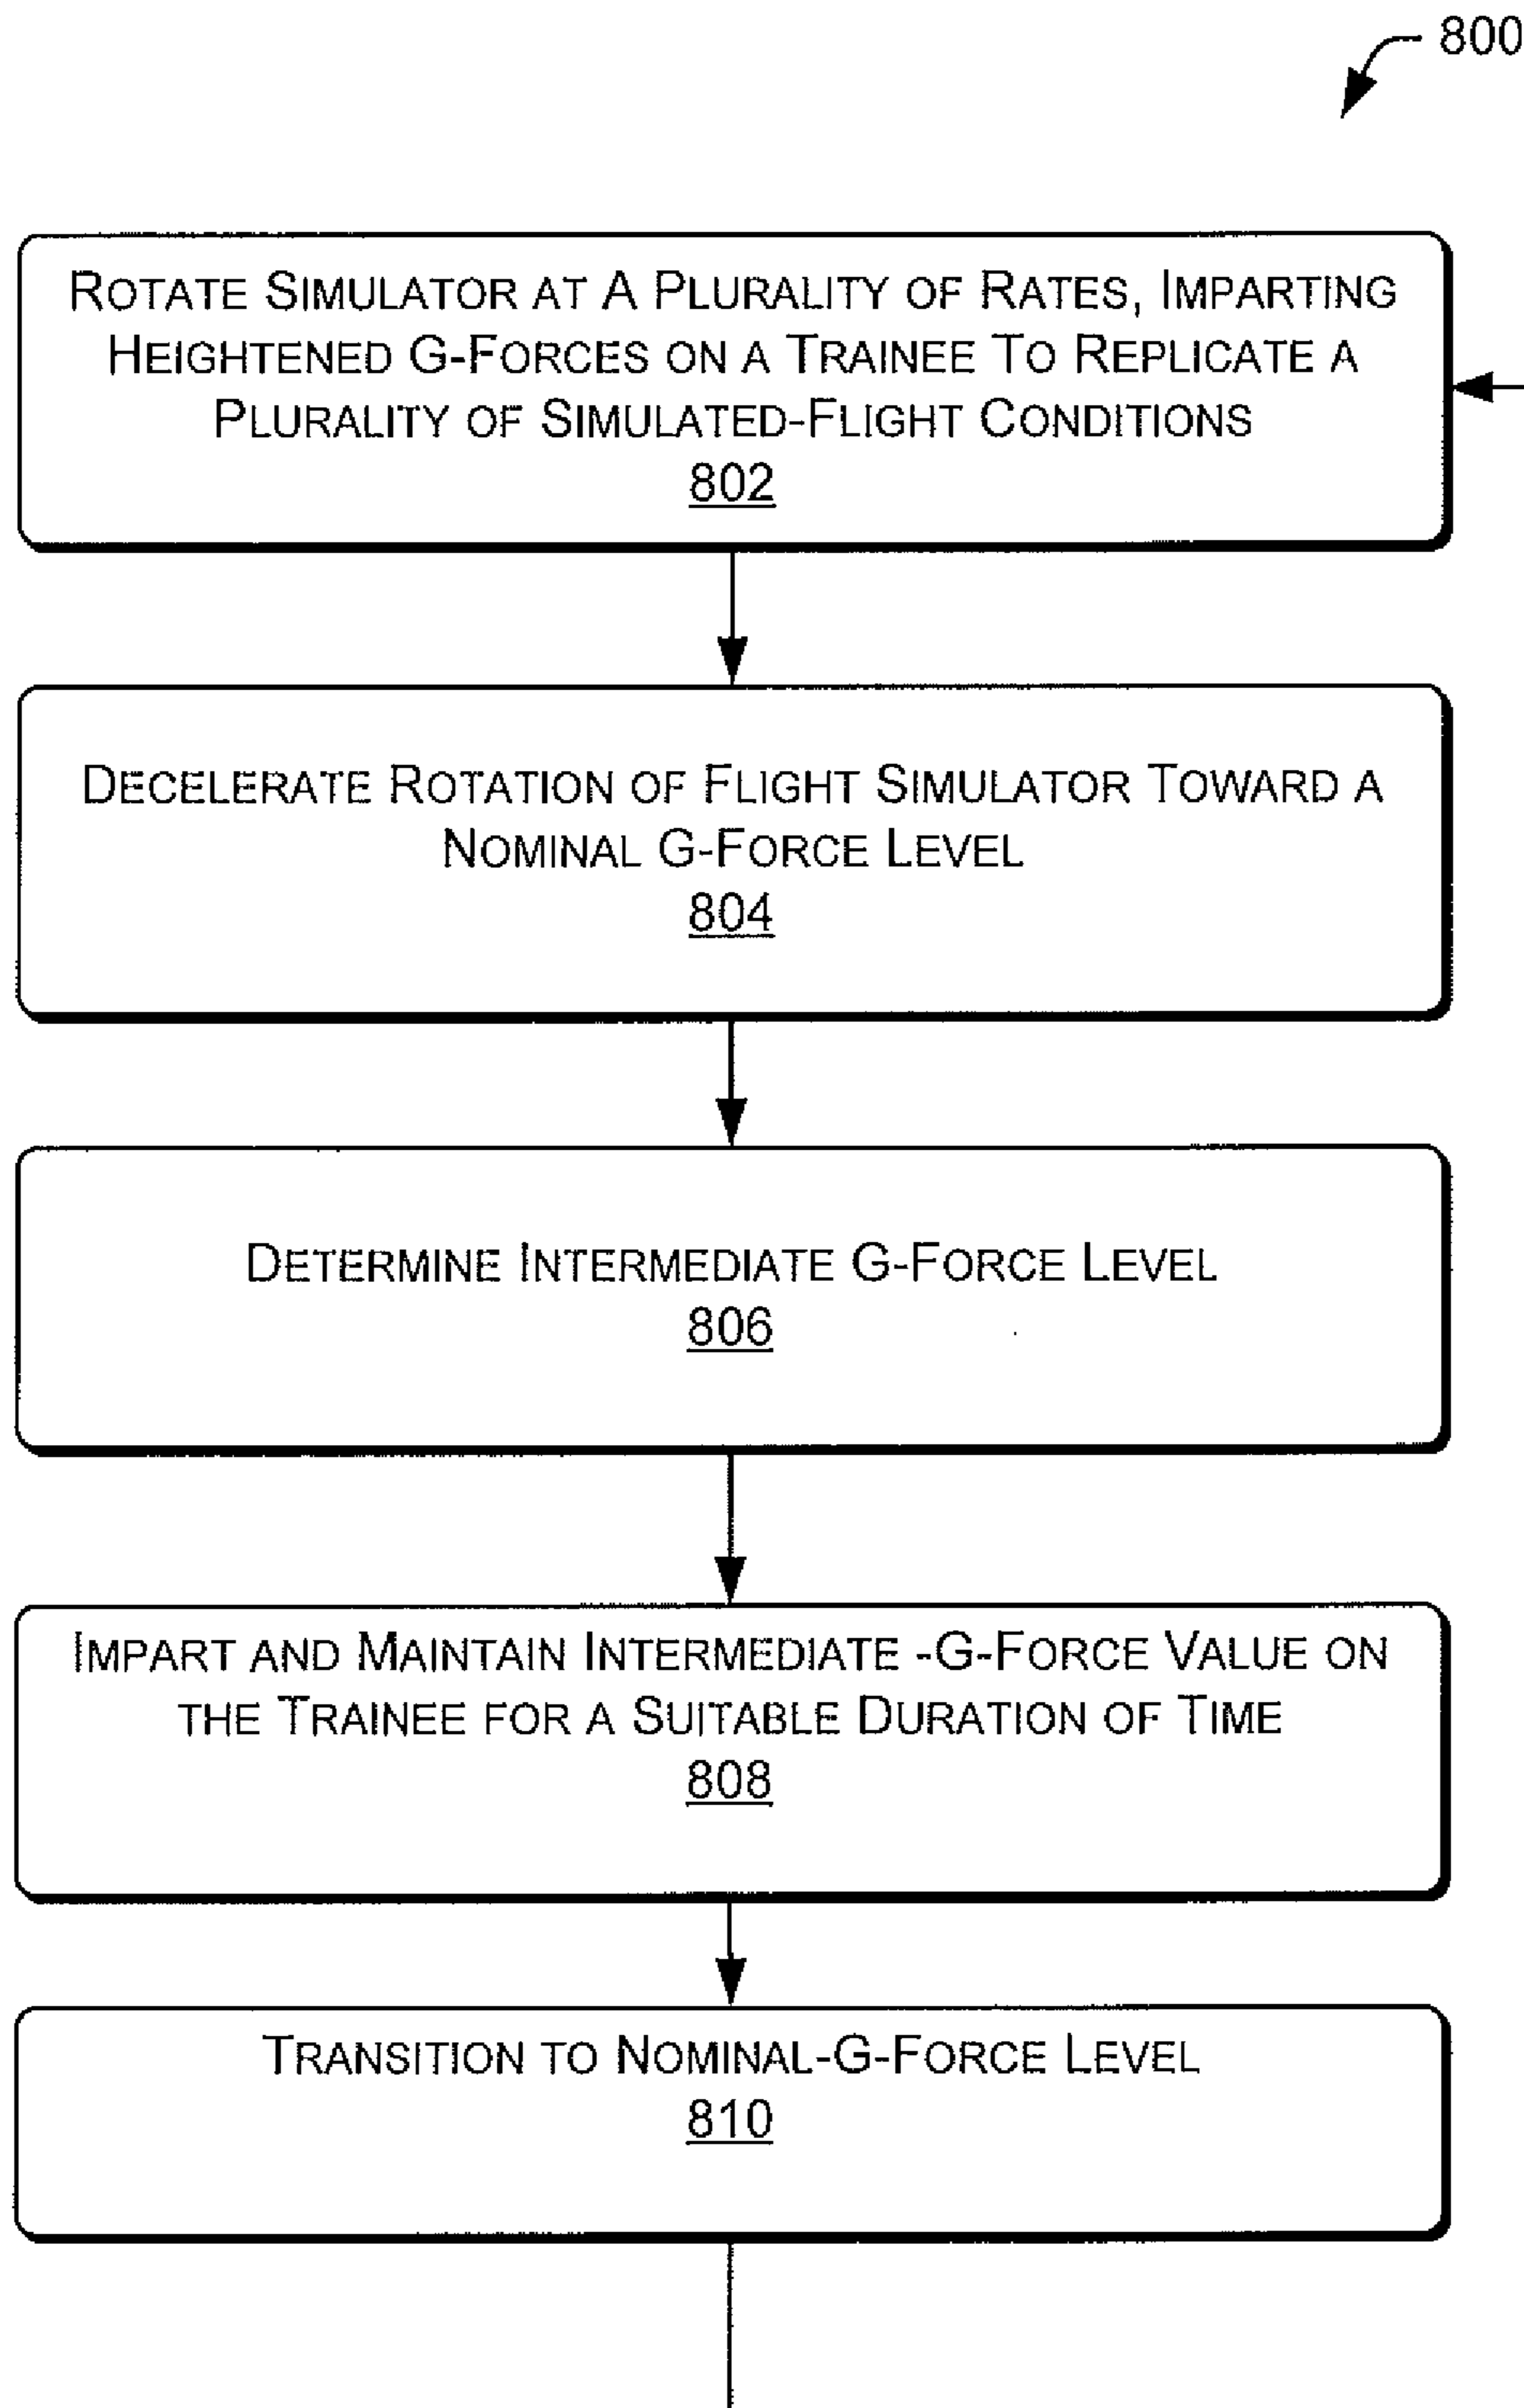 800
ROTATE SIMULATOR AT A PLURALITY OF RATES, IMPARTING
HEIGHTENED G-FORCES ON A TRAINEE TO REPLICATE A
PLURALITY OF SIMULATED-FLIGHT CONDITIONS
802
DECELERATE ROTATION OF FLIGHT SIMULATOR TOWARD A
NOMINAL G-FORCE LEVEL
804
DETERMINE INTERMEDIATE G-FORCE LEVEL
806
IMPART AND MAINTAIN INTERMEDIATE -G-FORCE VALUE ON
THE TRAINEE FOR A SUITABLE DURATION OF TIME
808
TRANSITION TO NOMINAL-G-FORCE LEVEL
810